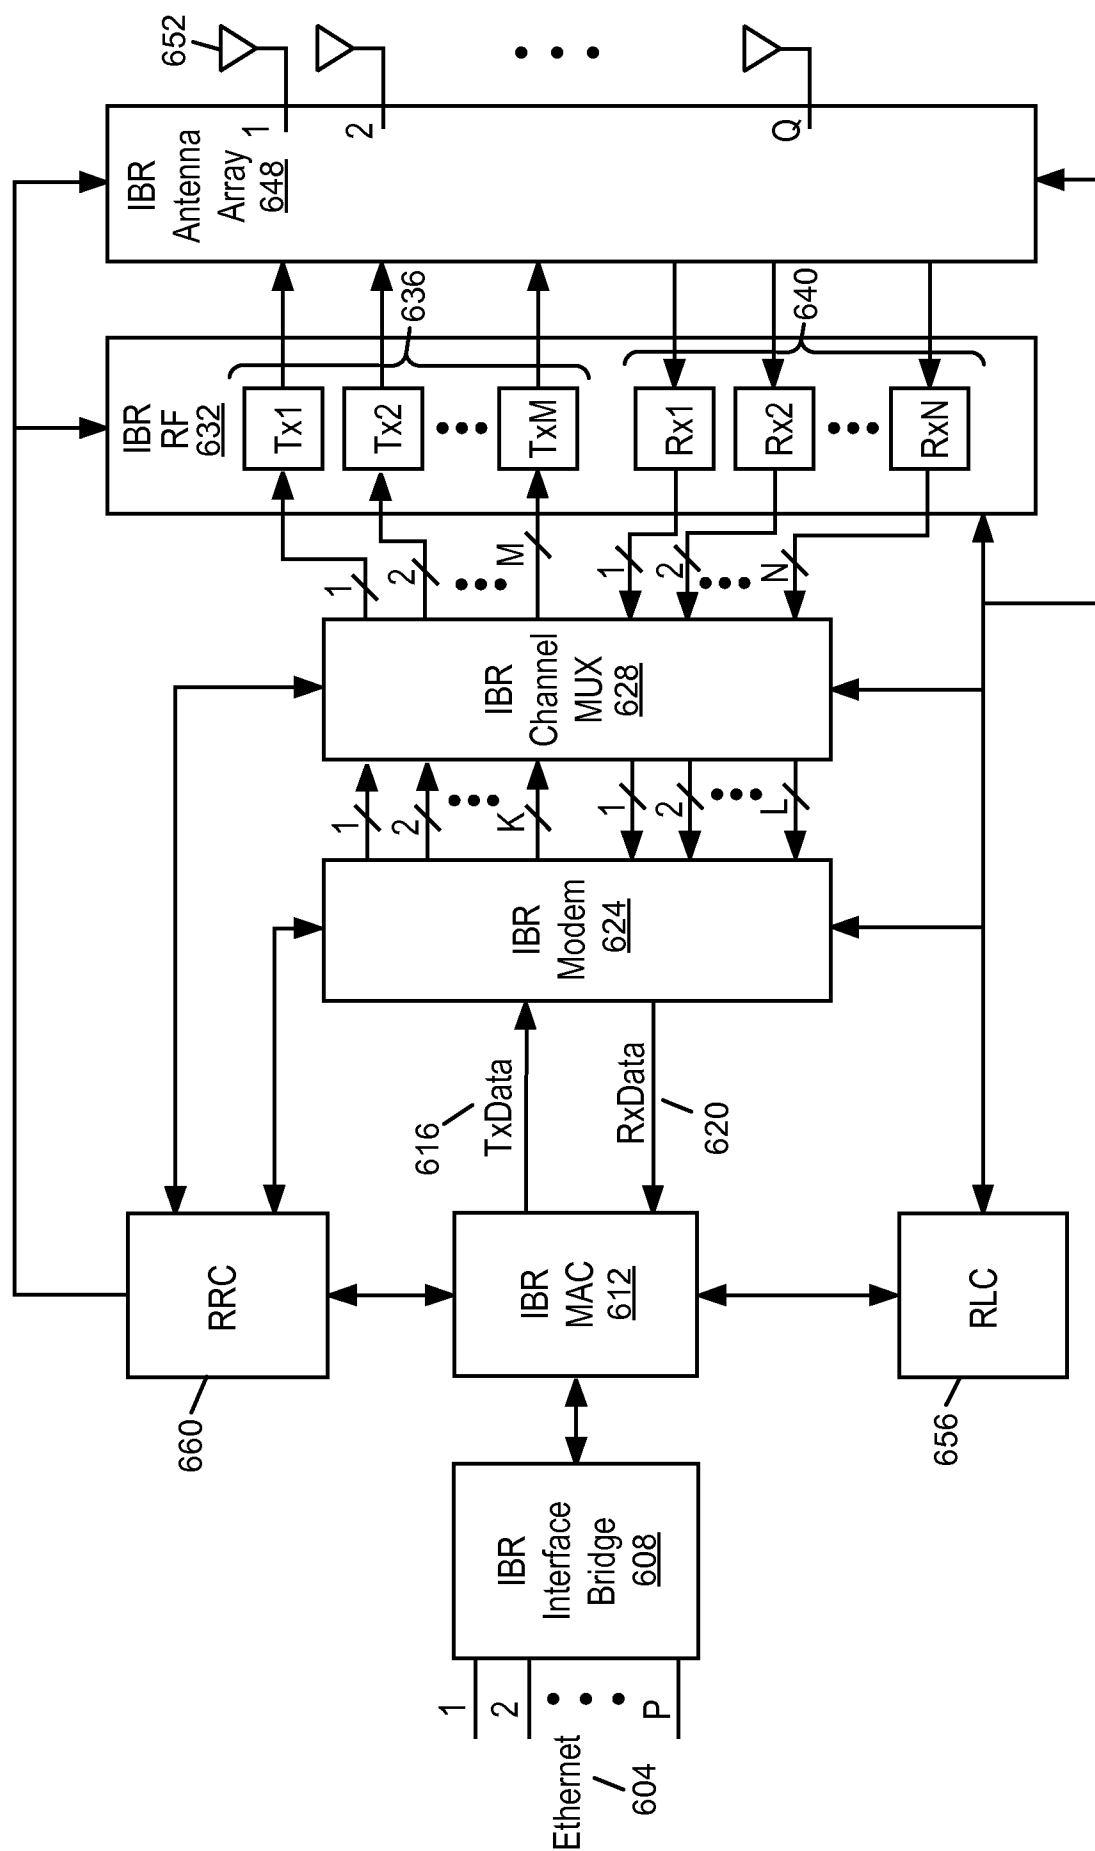 Ethernet
604
1
2
P
IBR
Interface
Bridge
608
660
RRC
IBR
MAC
612
656
RLC
616
TxData
RxData
620
IBR
Modem
624
1
2
K
1
2
L
IBR
Channel
MUX
628
1
2
M
1
2
N
IBR
RF
632
Tx1
Tx2
TxM
Rx1
Rx2
RxN
636
640
IBR
Antenna
Array
648
1
2
Q
652